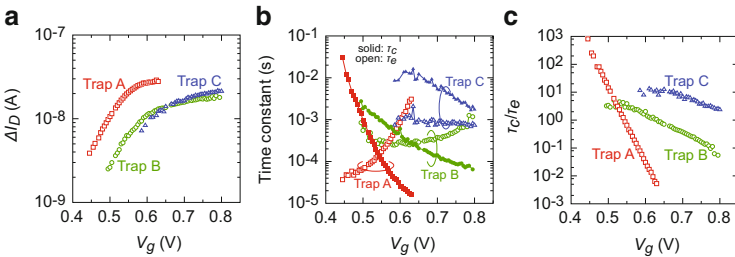 a
10^-7
10^-8
10^-9
ΔI_D (A)
Trap A
Trap C
Trap B
0.4 0.5 0.6 0.7 0.8
V_g (V)
b
10^0
10^-1
10^-2
10^-3
10^-4
10^-5
Time constant (s)
solid: τ_c
open: τ_e
Trap C
Trap B
Trap A
0.4 0.5 0.6 0.7 0.8
V_g (V)
c
10^3
10^2
10^1
10^0
10^-1
10^-2
10^-3
τ_c/τ_e
Trap C
Trap A
Trap B
0.4 0.5 0.6 0.7 0.8
V_g (V)